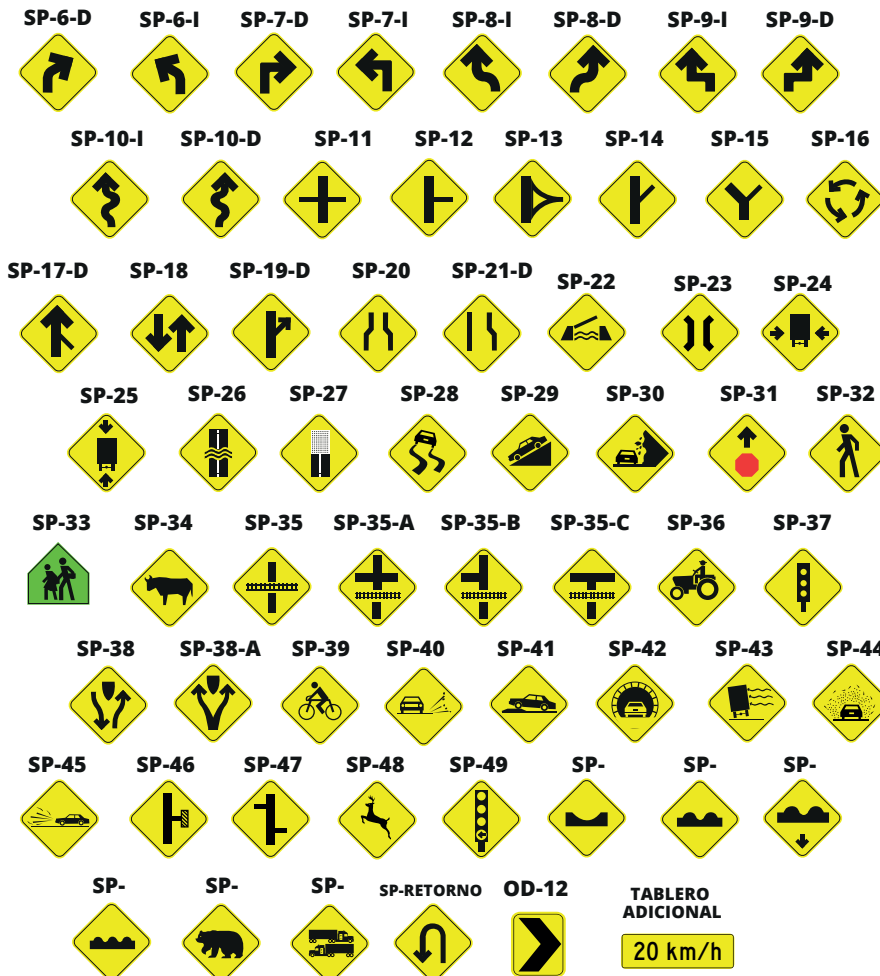 SP-6-D SP-6-I SP-7-D SP-7-I SP-8-I SP-8-D SP-9-I SP-9-D
SP-10-I SP-10-D SP-11 SP-12 SP-13 SP-14 SP-15 SP-16
SP-17-D SP-18 SP-19-D SP-20 SP-21-D SP-22 SP-23 SP-24
SP-25 SP-26 SP-27 SP-28 SP-29 SP-30 SP-31 SP-32
SP-33 SP-34 SP-35 SP-35-A SP-35-B SP-35-C SP-36 SP-37
SP-38 SP-38-A SP-39 SP-40 SP-41 SP-42 SP-43 SP-44
SP-45 SP-46 SP-47 SP-48 SP-49 SP- SP- SP-
SP- SP- SP- SP-RETORNO OD-12 TABLERO
ADICIONAL
20 km/h